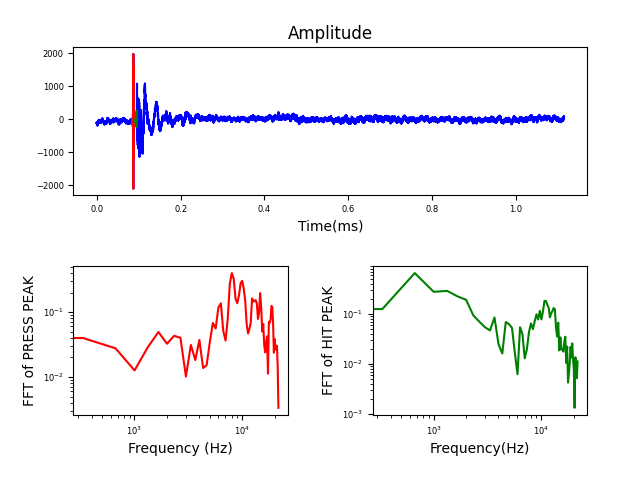 Amplitude
2000
1000
0
−1000
−2000
0.0 0.2 0.4 0.6 0.8 1.0
Time(ms)
FFT of PRESS PEAK
10⁻¹
10⁻²
10³ 10⁴
Frequency (Hz)
FFT of HIT PEAK
10⁻¹
10⁻²
10⁻³
10³ 10⁴
Frequency(Hz)